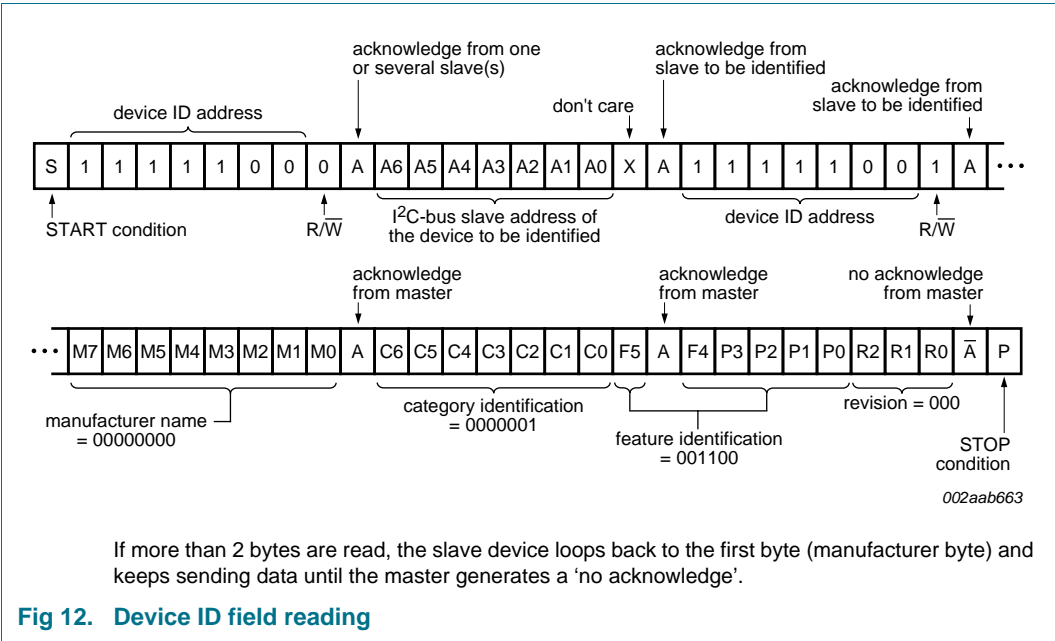 acknowledge from one
or several slave(s)
acknowledge from
slave to be identified
acknowledge from
slave to be identified
don't care
device ID address
S 1 1 1 1 1 0 0 0 A A6 A5 A4 A3 A2 A1 A0 X A 1 1 1 1 1 0 0 1 A •••
START condition
R/W̅
I²C-bus slave address of
the device to be identified
device ID address
R/W̅
acknowledge
from master
acknowledge
from master
no acknowledge
from master
••• M7 M6 M5 M4 M3 M2 M1 M0 A C6 C5 C4 C3 C2 C1 C0 F5 A F4 P3 P2 P1 P0 R2 R1 R0 A̅ P
manufacturer name
= 00000000
category identification
= 0000001
feature identification
= 001100
revision = 000
STOP
condition
002aab663
If more than 2 bytes are read, the slave device loops back to the first byte (manufacturer byte) and
keeps sending data until the master generates a ‘no acknowledge’.
Fig 12. Device ID field reading